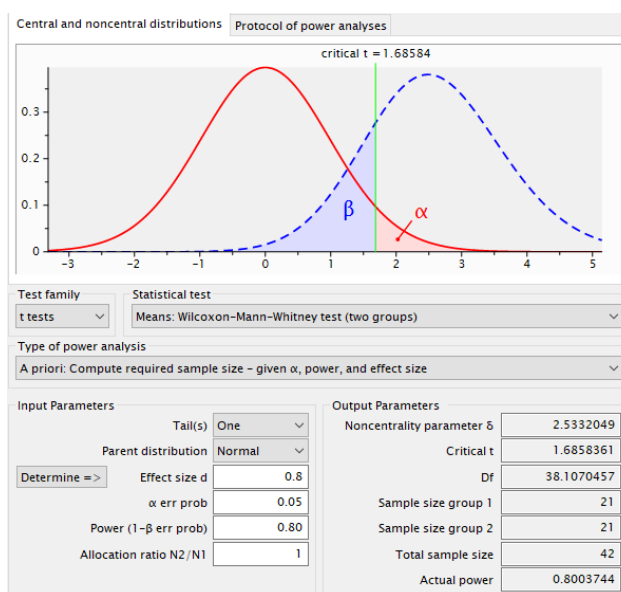 Central and noncentral distributions Protocol of power analyses
critical t = 1.68584
0.3
0.2
0.1
0
β
α
-3 -2 -1 0 1 2 3 4 5
Test family Statistical test
t tests Means: Wilcoxon-Mann-Whitney test (two groups)
Type of power analysis
A priori: Compute required sample size - given α, power, and effect size
Input Parameters
Tail(s) One
Parent distribution Normal
Determine => Effect size d 0.8
α err prob 0.05
Power (1-β err prob) 0.80
Allocation ratio N2/N1 1
Output Parameters
Noncentrality parameter δ 2.5332049
Critical t 1.6858361
Df 38.1070457
Sample size group 1 21
Sample size group 2 21
Total sample size 42
Actual power 0.8003744